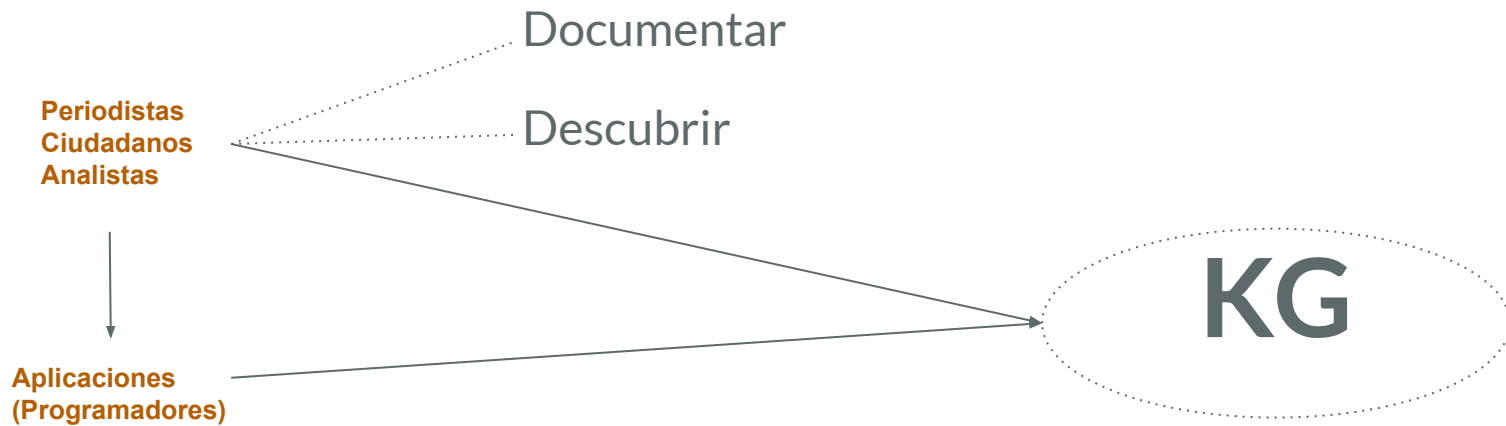 Documentar
Descubrir
Periodistas
Ciudadanos
Analistas
KG
Aplicaciones
(Programadores)